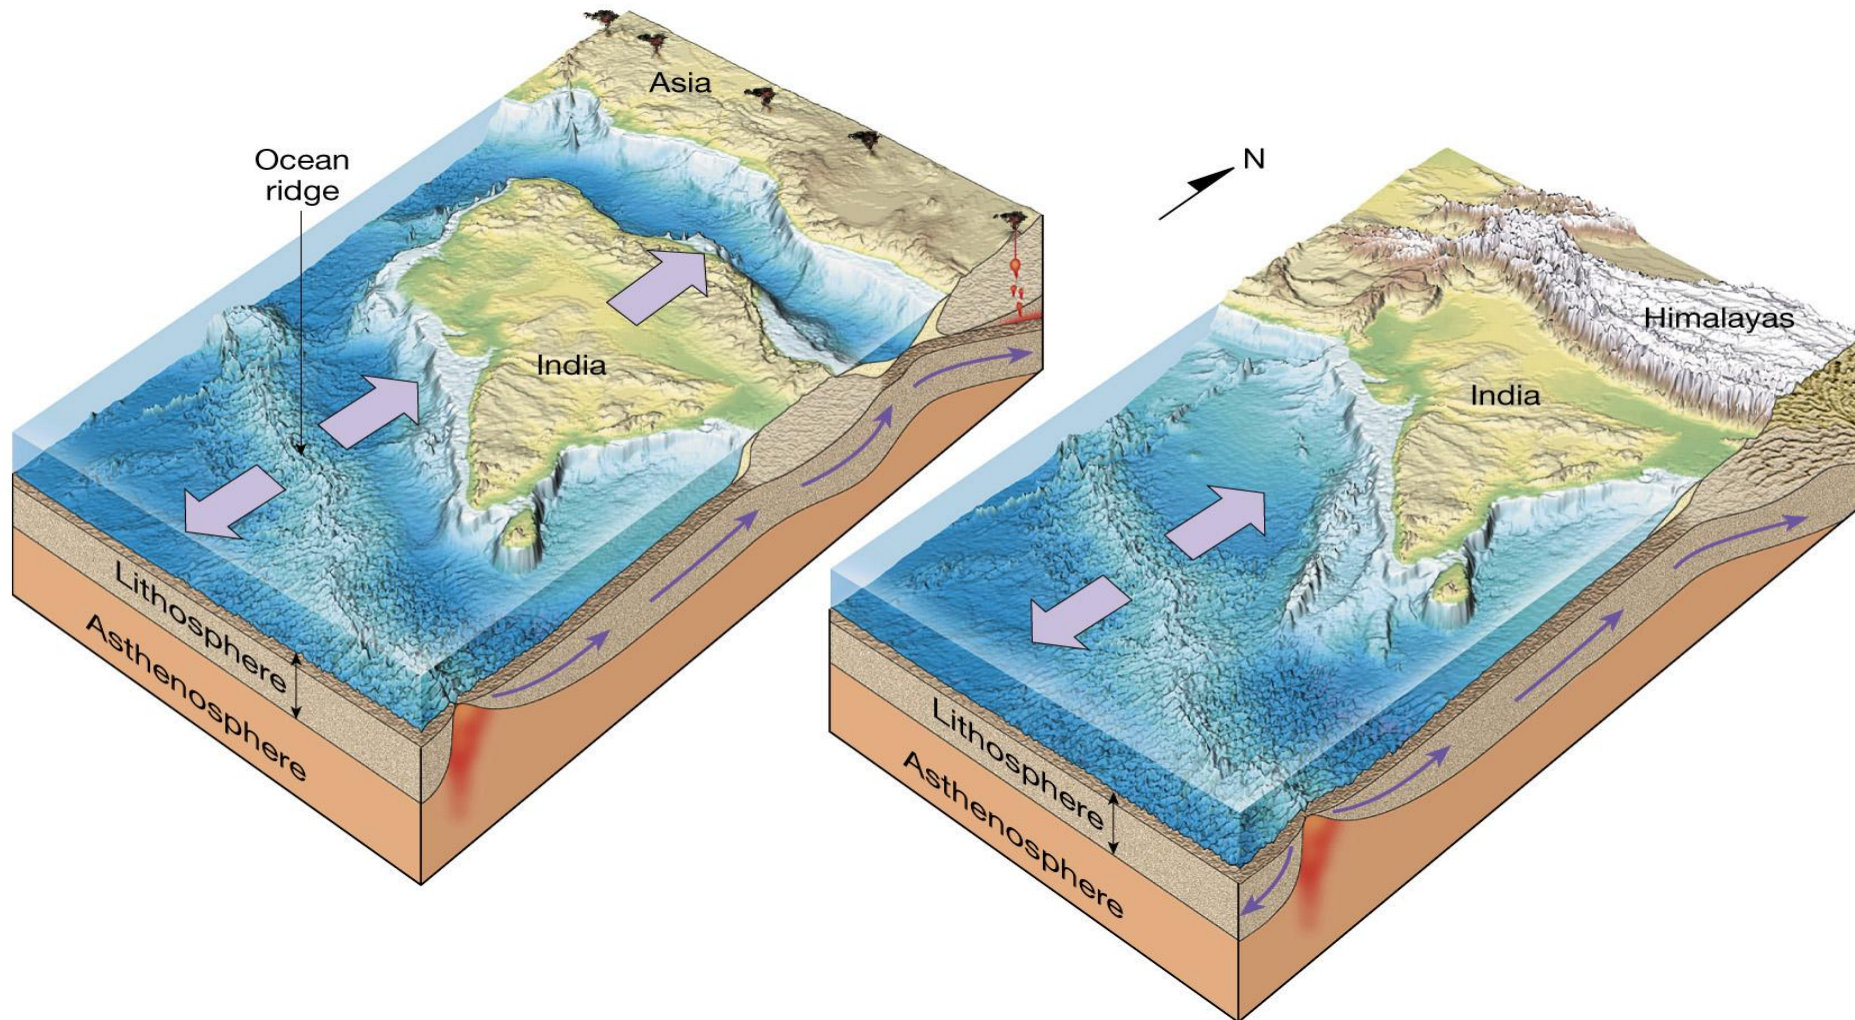 Asia
Ocean
ridge
India
Lithosphere
Asthenosphere
N
Himalayas
India
Lithosphere
Asthenosphere